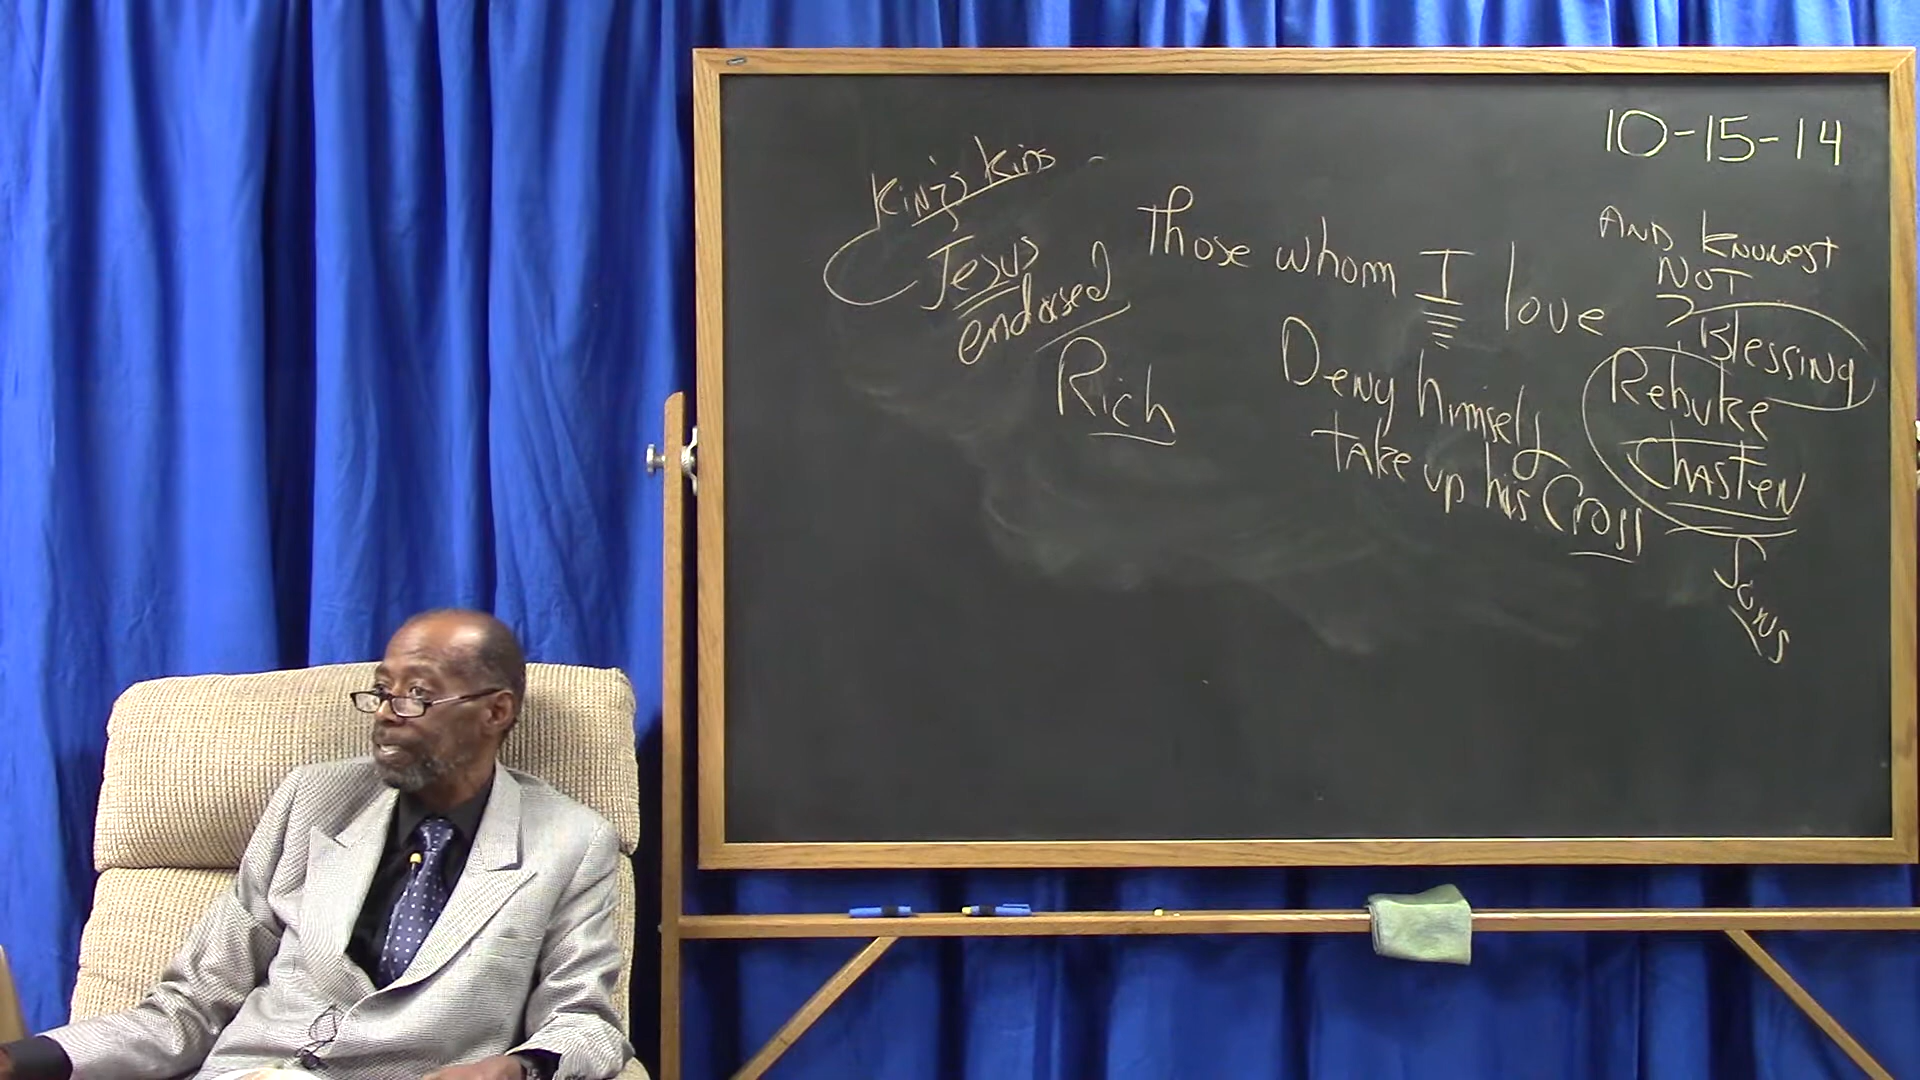 10-15-14
King's Kids
Jesus
endorsed
Rich
Those whom I love
Deny himself
take up his Cross
AND KNOWEST
NOT
Blessing
Rebuke
CHASTEN